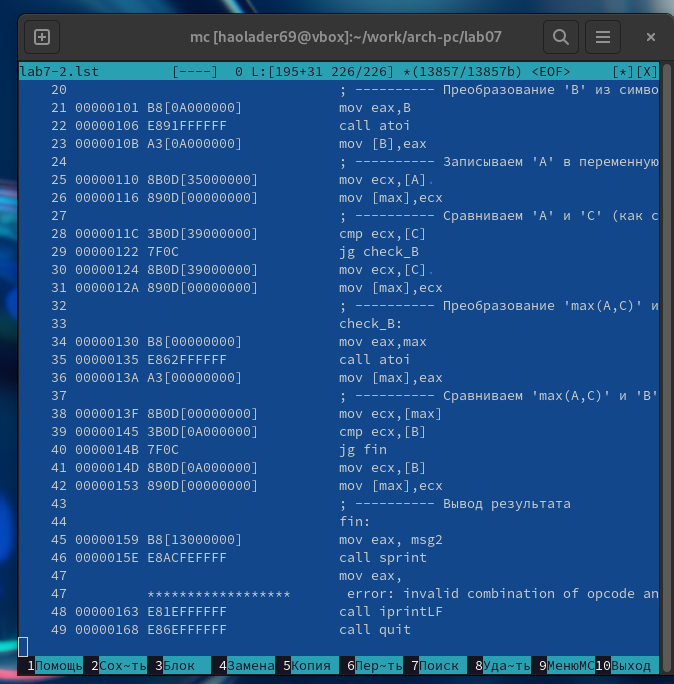 mc [haolader69@vbox]:~/work/arch-pc/lab07
lab7-2.lst [----] 0 L:[195+31 226/226] *(13857/13857b) <EOF> [*][X]
20 ; ---------- Преобразование 'B' из симво
21 00000101 B8[0A000000] mov eax,B
22 00000106 E891FFFFFF call atoi
23 0000010B A3[0A000000] mov [B],eax
24 ; ---------- Записываем 'A' в переменную
25 00000110 8B0D[35000000] mov ecx,[A]
26 00000116 890D[00000000] mov [max],ecx
27 ; ---------- Сравниваем 'A' и 'C' (как с
28 0000011C 3B0D[39000000] cmp ecx,[C]
29 00000122 7F0C jg check_B
30 00000124 8B0D[39000000] mov ecx,[C]
31 0000012A 890D[00000000] mov [max],ecx
32 ; ---------- Преобразование 'max(A,C)' и
33 check_B:
34 00000130 B8[00000000] mov eax,max
35 00000135 E862FFFFFF call atoi
36 0000013A A3[00000000] mov [max],eax
37 ; ---------- Сравниваем 'max(A,C)' и 'B'
38 0000013F 8B0D[00000000] mov ecx,[max]
39 00000145 3B0D[0A000000] cmp ecx,[B]
40 0000014B 7F0C jg fin
41 0000014D 8B0D[0A000000] mov ecx,[B]
42 00000153 890D[00000000] mov [max],ecx
43 ; ---------- Вывод результата
44 fin:
45 00000159 B8[13000000] mov eax, msg2
46 0000015E E8ACFEFFFF call sprint
47 mov eax,
47 ****************** error: invalid combination of opcode an
48 00000163 E81EFFFFFF call iprintLF
49 00000168 E86EFFFFFF call quit
1Помощь 2Сох~ть 3Блок 4Замена 5Копия 6Пер~ть 7Поиск 8Уда~ть 9МенюMC 10Выход